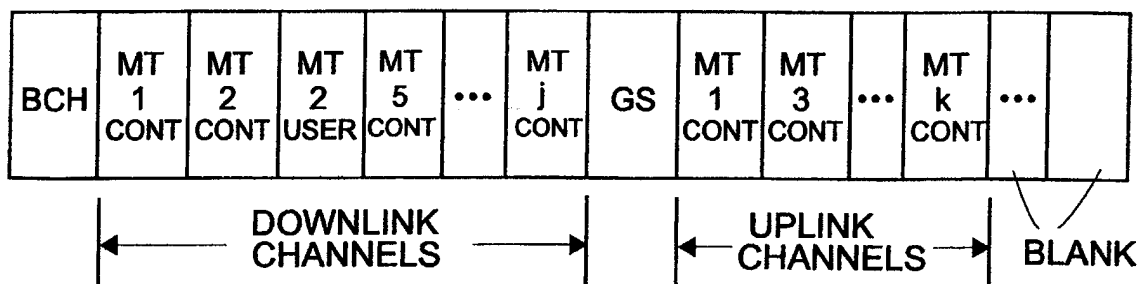 BCH
MT 1 CONT
MT 2 CONT
MT 2 USER
MT 5 CONT
•••
MT j CONT
GS
MT 1 CONT
MT 3 CONT
•••
MT k CONT
•••
DOWNLINK CHANNELS
UPLINK CHANNELS
BLANK